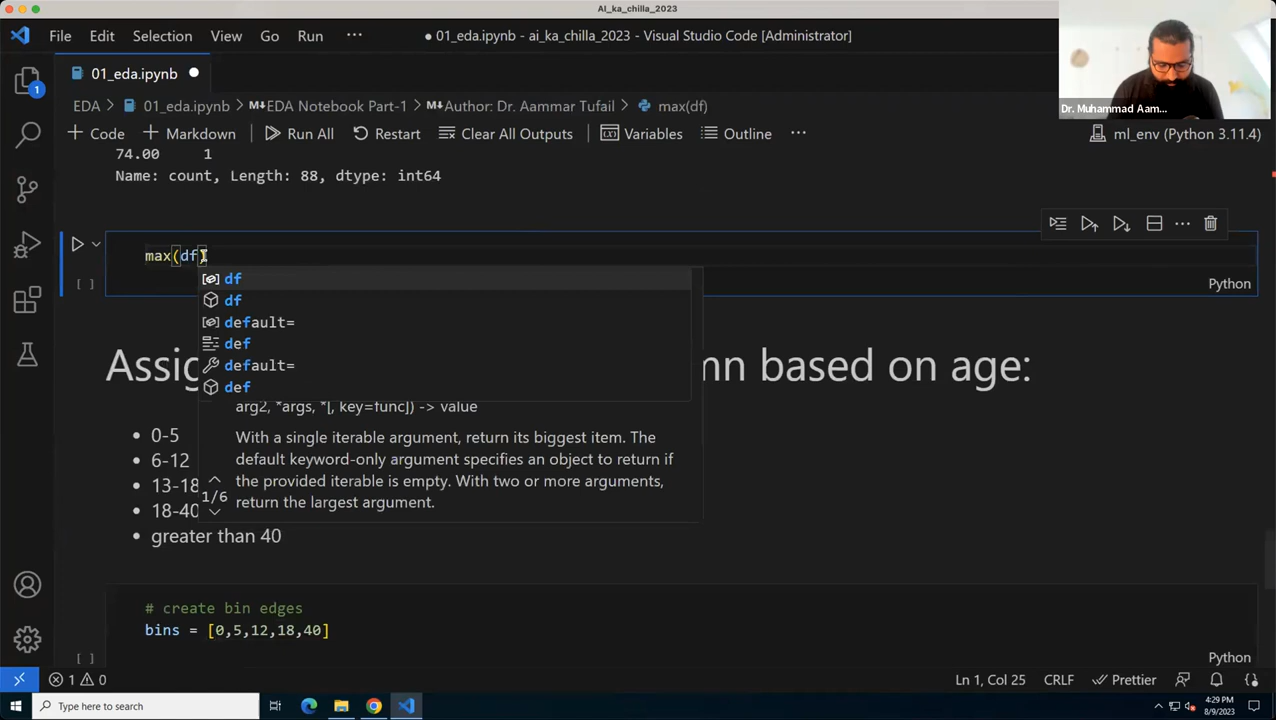 AI_ka_chilla_2023
File Edit Selection View Go Run ···
● 01_eda.ipynb - ai_ka_chilla_2023 - Visual Studio Code [Administrator]
01_eda.ipynb
1
EDA > 01_eda.ipynb > M↓EDA Notebook Part-1 > M↓Author: Dr. Aammar Tufail > max(df)
Dr. Muhammad Aam...
+ Code + Markdown Run All Restart Clear All Outputs Variables Outline ··· ml_env (Python 3.11.4)
74.00 1
Name: count, Length: 88, dtype: int64
max(df)
[ ] Python
df
df
default=
def
default=
def
arg2, *args, *[, key=func]) -> value
With a single iterable argument, return its biggest item. The
default keyword-only argument specifies an object to return if
the provided iterable is empty. With two or more arguments,
return the largest argument.
1/6
Assig mn based on age:
• 0-5
• 6-12
• 13-18
• 18-40
• greater than 40
# create bin edges
bins = [0,5,12,18,40]
[ ] Python
1 0 Ln 1, Col 25 CRLF Prettier
Type here to search
4:29 PM
8/9/2023